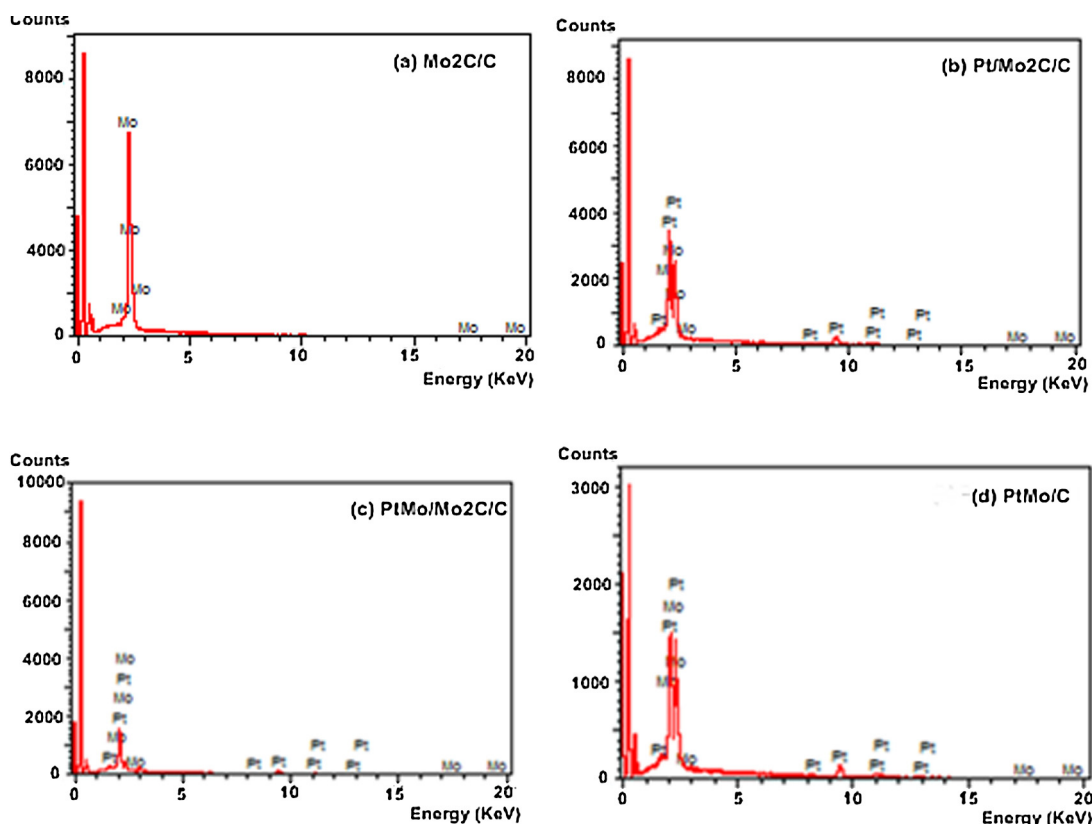 Counts
(a) Mo2C/C
8000
Mo
6000
Mo
4000
Mo
2000
Mo
Mo
Mo
0
0
5
10
15
20
Energy (KeV)
Counts
(b) Pt/Mo2C/C
8000
6000
Pt
4000
Pt
Mo
Mo
2000
Mo
Pt
Pt
Pt
Mo
Pt
Pt
Pt
Pt
Mo
Mo
0
0
5
10
15
20
Energy (KeV)
Counts
10000
(c) PtMo/Mo2C/C
8000
6000
4000
Mo
Pt
Mo
2000
Pt
Mo
Pt
Pt
Pt
Mo
Pt
Pt
Pt
Pt
Mo
Mo
0
0
5
10
15
20
Energy (KeV)
Counts
3000
(d) PtMo/C
2000
Pt
Mo
Pt
Mo
1000
Mo
Pt
Pt
Pt
Mo
Pt
Pt
Pt
Pt
Mo
Mo
0
0
5
10
15
20
Energy (KeV)